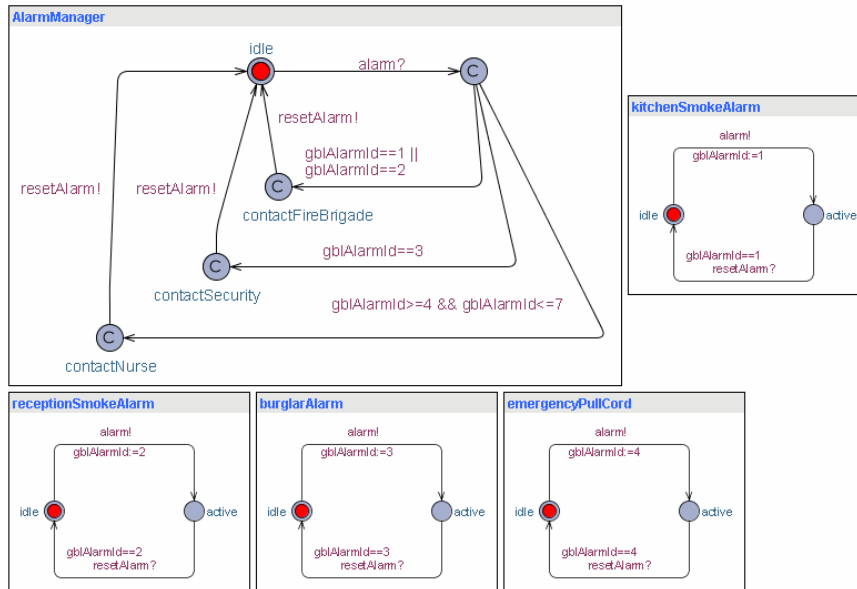 AlarmManager
idle
alarm?
resetAlarm!
gblAlarmId==1 ||
gblAlarmId==2
resetAlarm!
resetAlarm!
C
C
contactFireBrigade
gblAlarmId==3
C
contactSecurity
gblAlarmId>=4 && gblAlarmId<=7
C
contactNurse
kitchenSmokeAlarm
alarm!
gblAlarmId:=1
idle
active
gblAlarmId==1
resetAlarm?
receptionSmokeAlarm
alarm!
gblAlarmId:=2
idle
active
gblAlarmId==2
resetAlarm?
burglarAlarm
alarm!
gblAlarmId:=3
idle
active
gblAlarmId==3
resetAlarm?
emergencyPullCord
alarm!
gblAlarmId:=4
idle
active
gblAlarmId==4
resetAlarm?